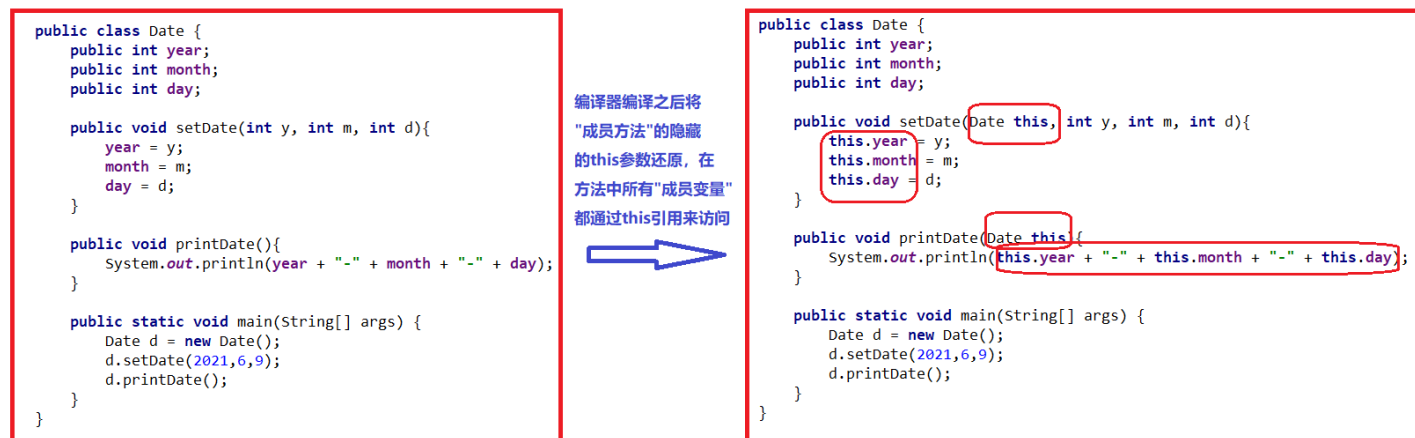 public class Date {
public int year;
public int month;
public int day;
public void setDate(int y, int m, int d){
year = y;
month = m;
day = d;
}
public void printDate(){
System.out.println(year + "-" + month + "-" + day);
}
public static void main(String[] args) {
Date d = new Date();
d.setDate(2021,6,9);
d.printDate();
}
}
编译器编译之后将
"成员方法"的隐藏
的this参数还原，在
方法中所有"成员变量"
都通过this引用来访问
public class Date {
public int year;
public int month;
public int day;
public void setDate(Date this, int y, int m, int d){
this.year = y;
this.month = m;
this.day = d;
}
public void printDate(Date this){
System.out.println(this.year + "-" + this.month + "-" + this.day);
}
public static void main(String[] args) {
Date d = new Date();
d.setDate(2021,6,9);
d.printDate();
}
}